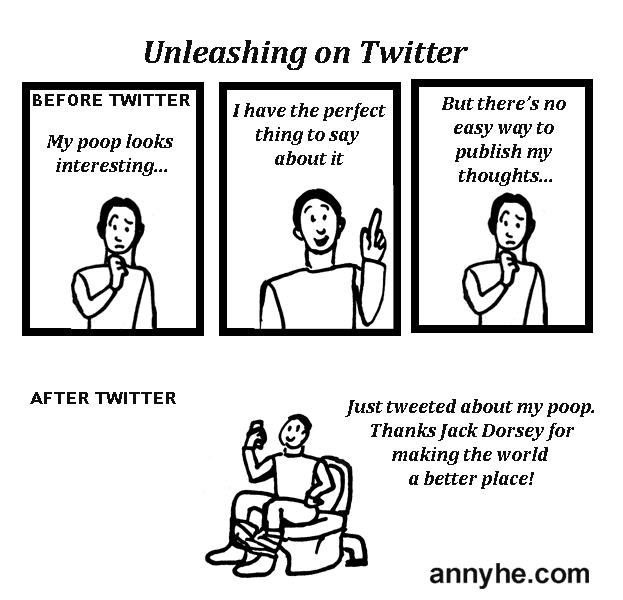 Unleashing on Twitter
BEFORE TWITTER
My poop looks
interesting...
I have the perfect
thing to say
about it
But there's no
easy way to
publish my
thoughts...
AFTER TWITTER
Just tweeted about my poop.
Thanks Jack Dorsey for
making the world
a better place!
annyhe.com